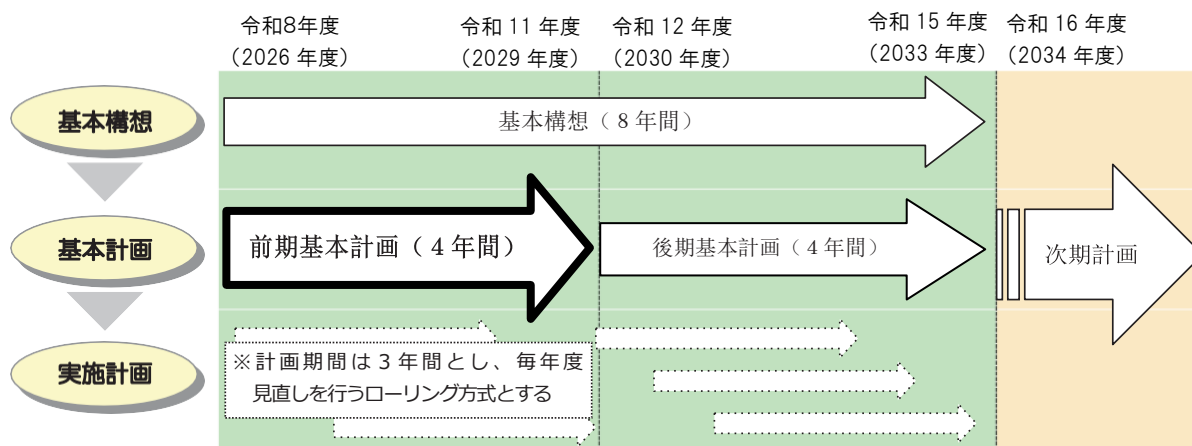 令和8年度
(2026 年度)
令和 11 年度
(2029 年度)
令和 12 年度
(2030 年度)
令和 15 年度
(2033 年度)
令和 16 年度
(2034 年度)
基本構想
基本構想（８年間）
基本計画
前期基本計画（４年間）
後期基本計画（４年間）
次期計画
実施計画
※計画期間は３年間とし、毎年度
見直しを行うローリング方式とする